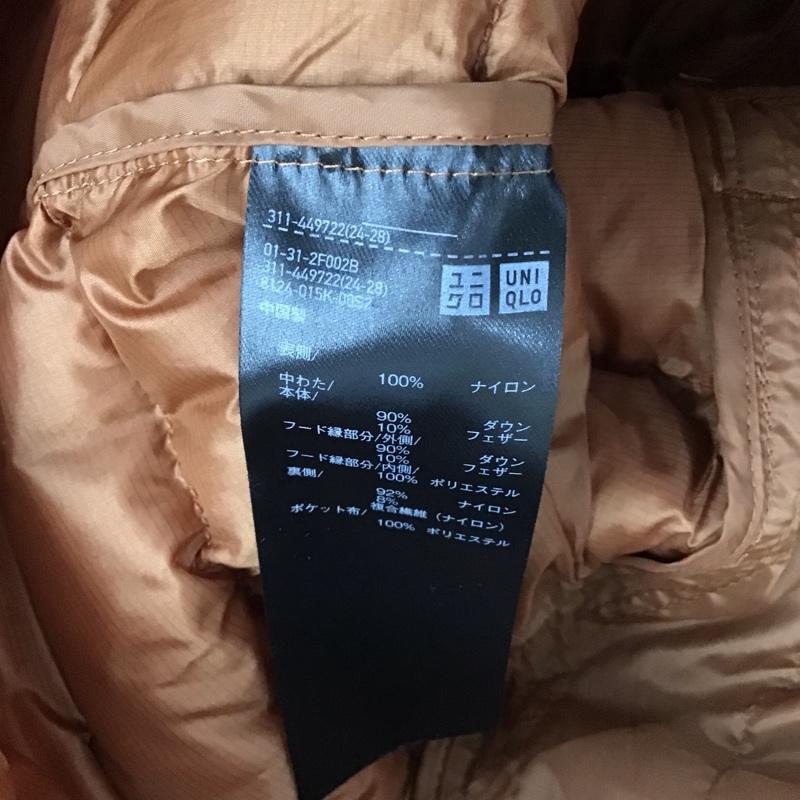 311-449722(24-28)
01-31-2F002B
311-449722(24-28)
8124-015K-00S2
中国製
ユニ
クロ
UNI
QLO
表側/
100% ナイロン
中わた/
本体/
90% ダウン
10% フェザー
フード縁部分/外側/
90% ダウン
10% フェザー
フード縁部分/内側/
100% ポリエステル
裏側/
92% ナイロン
8% 複合繊維（ナイロン）
ポケット布/
100% ポリエステル